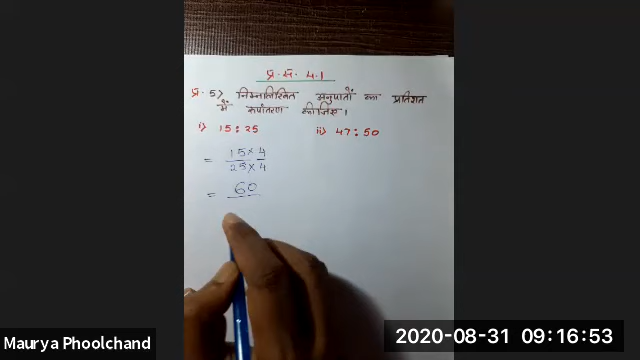 प्र. सं. 4.1
प्र. 5> निम्नलिखित अनुपातों का प्रतिशत
में रूपांतरण कीजिए।
i> 15 : 25 ii> 47 : 50
= 15 × 4
25 × 4
= 60
Maurya Phoolchand
2020-08-31 09:16:53